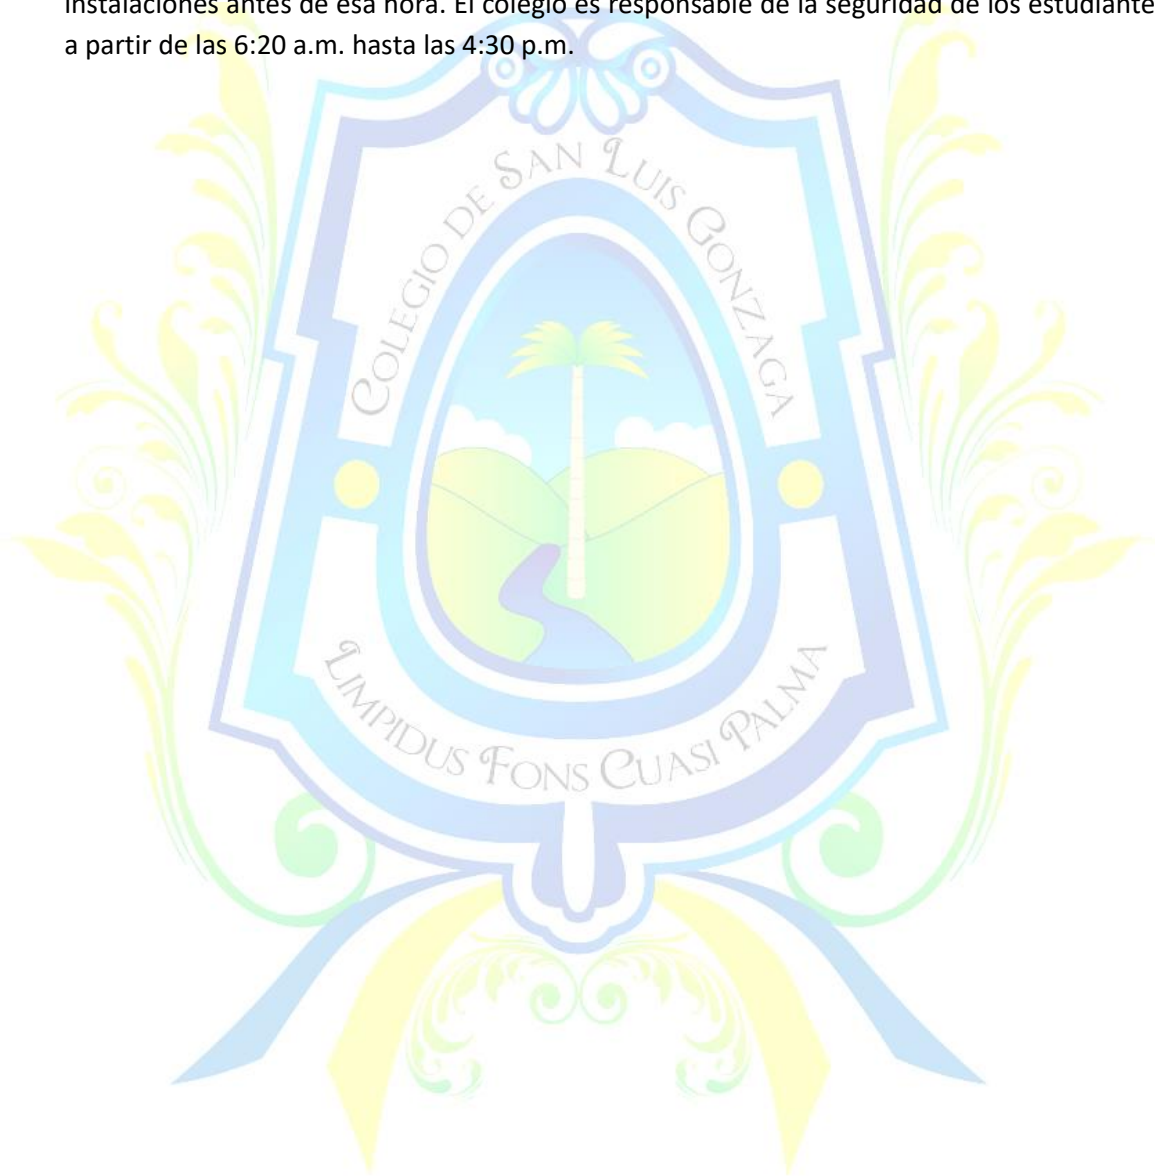 instalaciones antes de esa hora. El colegio es responsable de la seguridad de los estudiante
a partir de las 6:20 a.m. hasta las 4:30 p.m.
COLEGIO DE SAN LUIS GONZAGA
LIMPIDUS FONS CUASI PALMA